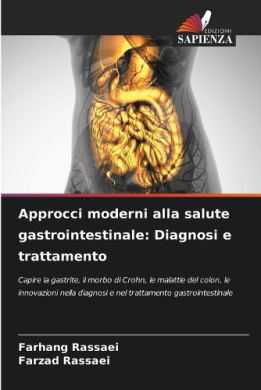 EDIZIONI
SAPIENZA
Approcci moderni alla salute
gastrointestinale: Diagnosi e
trattamento
Capire la gastrite, il morbo di Crohn, le malattie del colon, le
innovazioni nella diagnosi e nel trattamento gastrointestinale
Farhang Rassaei
Farzad Rassaei